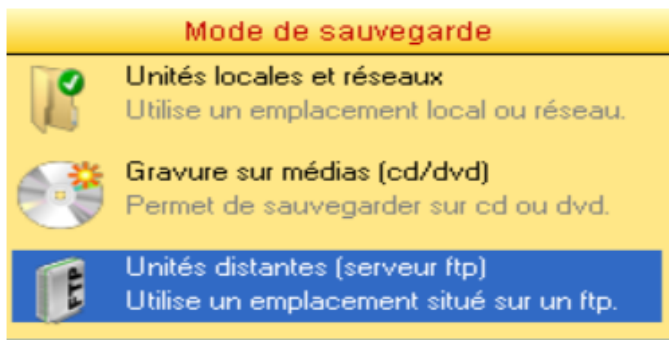 Mode de sauvegarde
Unités locales et réseaux
Utilise un emplacement local ou réseau.
Gravure sur médias (cd/dvd)
Permet de sauvegarder sur cd ou dvd.
FTP
Unités distantes (serveur ftp)
Utilise un emplacement situé sur un ftp.